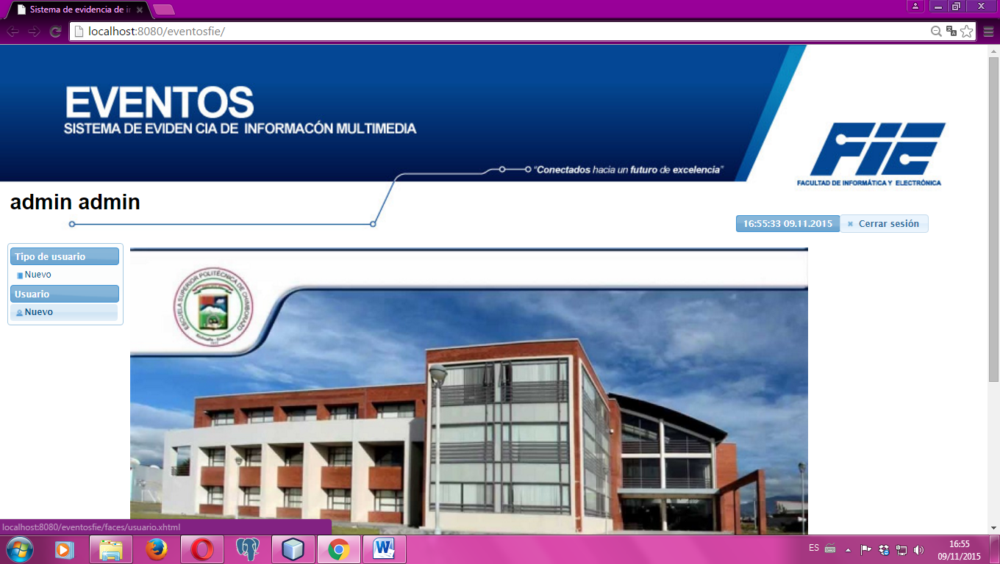 Sistema de evidencia de i
localhost:8080/eventosfie/
EVENTOS
SISTEMA DE EVIDEN CIA DE INFORMACÓN MULTIMEDIA
"Conectados hacia un futuro de excelencia"
FIE
FACULTAD DE INFORMÁTICA Y ELECTRÓNICA
admin admin
16:55:33 09.11.2015
Cerrar sesión
Tipo de usuario
Nuevo
Usuario
Nuevo
ESCUELA SUPERIOR POLITÉCNICA DE CHIMBORAZO
localhost:8080/eventosfie/faces/usuario.xhtml
ES
16:55
09/11/2015